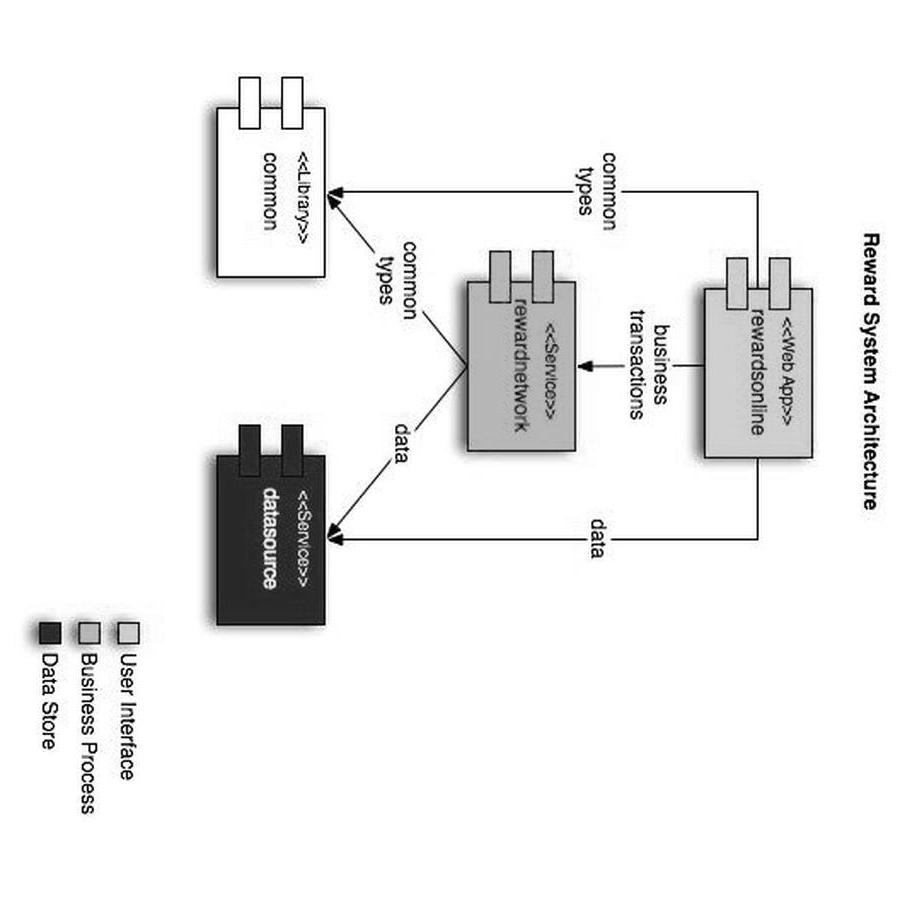 Reward System Architecture
<<Web App>>
rewardsonline
common
types
business
transactions
data
<<Service>>
rewardnetwork
common
types
data
<<Library>>
common
<<Service>>
datasource
User Interface
Business Process
Data Store